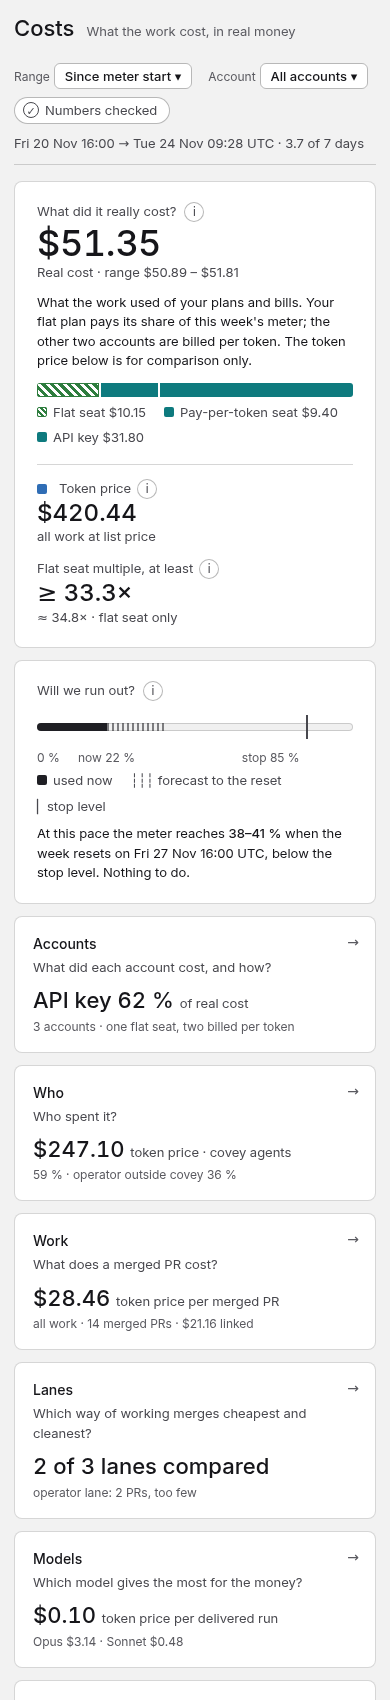 Costs What the work cost, in real money
Range Since meter start ▾ Account All accounts ▾
✓ Numbers checked
Fri 20 Nov 16:00 → Tue 24 Nov 09:28 UTC · 3.7 of 7 days
What did it really cost? i
$51.35
Real cost · range $50.89 – $51.81
What the work used of your plans and bills. Your
flat plan pays its share of this week's meter; the
other two accounts are billed per token. The token
price below is for comparison only.
Flat seat $10.15 Pay-per-token seat $9.40
API key $31.80
Token price i
$420.44
all work at list price
Flat seat multiple, at least i
≥ 33.3×
≈ 34.8× · flat seat only
Will we run out? i
0 % now 22 % stop 85 %
used now forecast to the reset
stop level
At this pace the meter reaches 38–41 % when the
week resets on Fri 27 Nov 16:00 UTC, below the
stop level. Nothing to do.
Accounts →
What did each account cost, and how?
API key 62 % of real cost
3 accounts · one flat seat, two billed per token
Who →
Who spent it?
$247.10 token price · covey agents
59 % · operator outside covey 36 %
Work →
What does a merged PR cost?
$28.46 token price per merged PR
all work · 14 merged PRs · $21.16 linked
Lanes →
Which way of working merges cheapest and
cleanest?
2 of 3 lanes compared
operator lane: 2 PRs, too few
Models →
Which model gives the most for the money?
$0.10 token price per delivered run
Opus $3.14 · Sonnet $0.48